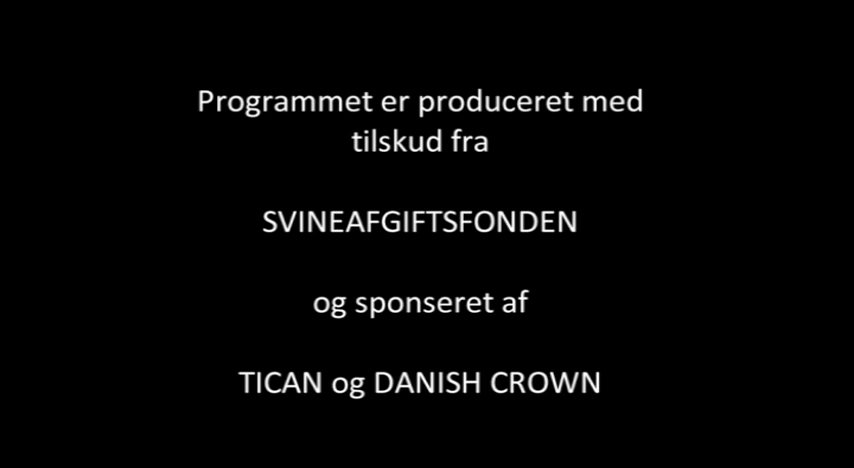 Programmet er produceret med
tilskud fra
SVINEAFGIFTSFONDEN
og sponseret af
TICAN og DANISH CROWN